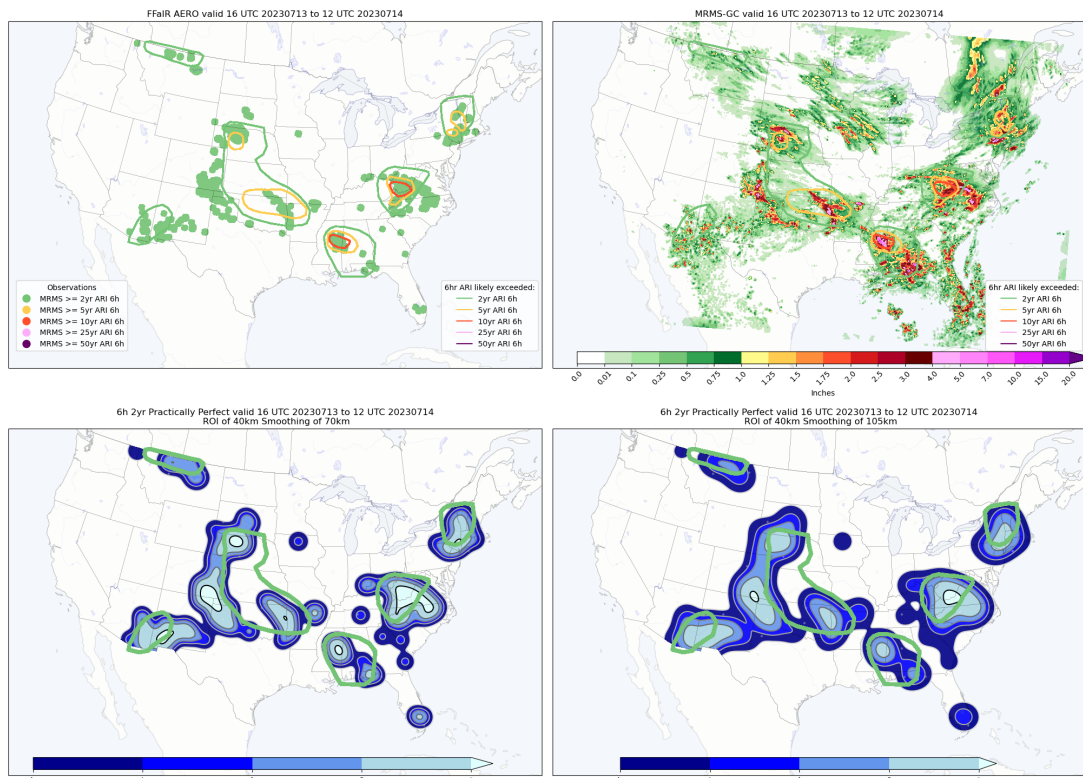 FFaIR AERO valid 16 UTC 20230713 to 12 UTC 20230714
Observations
MRMS >= 2yr ARI 6h
MRMS >= 5yr ARI 6h
MRMS >= 10yr ARI 6h
MRMS >= 25yr ARI 6h
MRMS >= 50yr ARI 6h
6hr ARI likely exceeded:
2yr ARI 6h
5yr ARI 6h
10yr ARI 6h
25yr ARI 6h
50yr ARI 6h
MRMS-GC valid 16 UTC 20230713 to 12 UTC 20230714
6hr ARI likely exceeded:
2yr ARI 6h
5yr ARI 6h
10yr ARI 6h
25yr ARI 6h
50yr ARI 6h
0.0 0.01 0.1 0.25 0.5 0.75 1.0 1.25 1.5 1.75 2.0 2.5 3.0 4.0 5.0 7.0 10.0 15.0 20.0
Inches
6h 2yr Practically Perfect valid 16 UTC 20230713 to 12 UTC 20230714
ROI of 40km Smoothing of 70km
6h 2yr Practically Perfect valid 16 UTC 20230713 to 12 UTC 20230714
ROI of 40km Smoothing of 105km